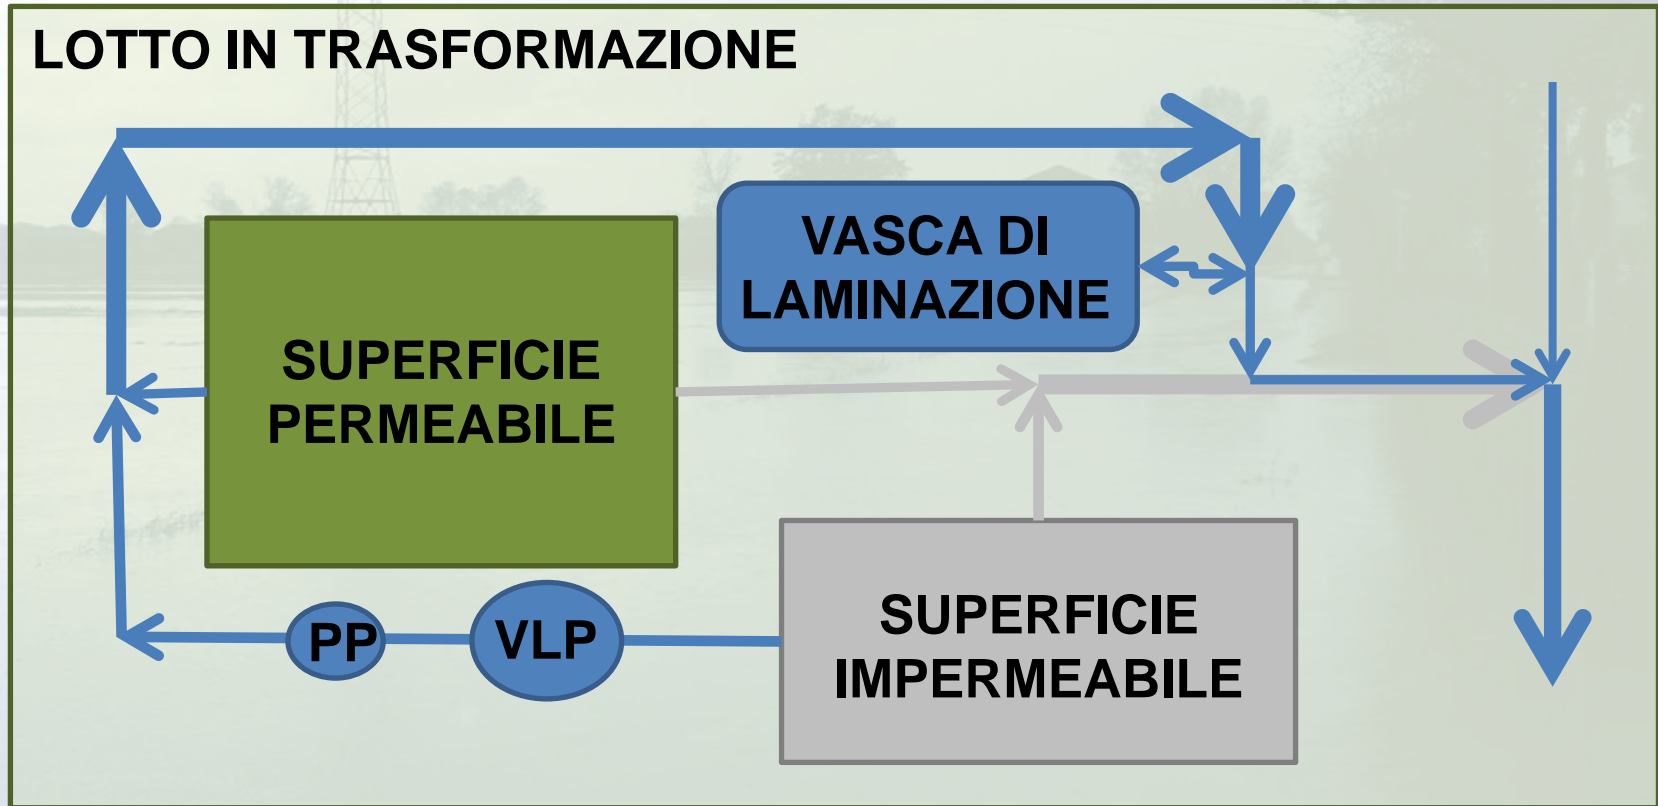 LOTTO IN TRASFORMAZIONE
VASCA DI
LAMINAZIONE
SUPERFICIE
PERMEABILE
PP
VLP
SUPERFICIE
IMPERMEABILE